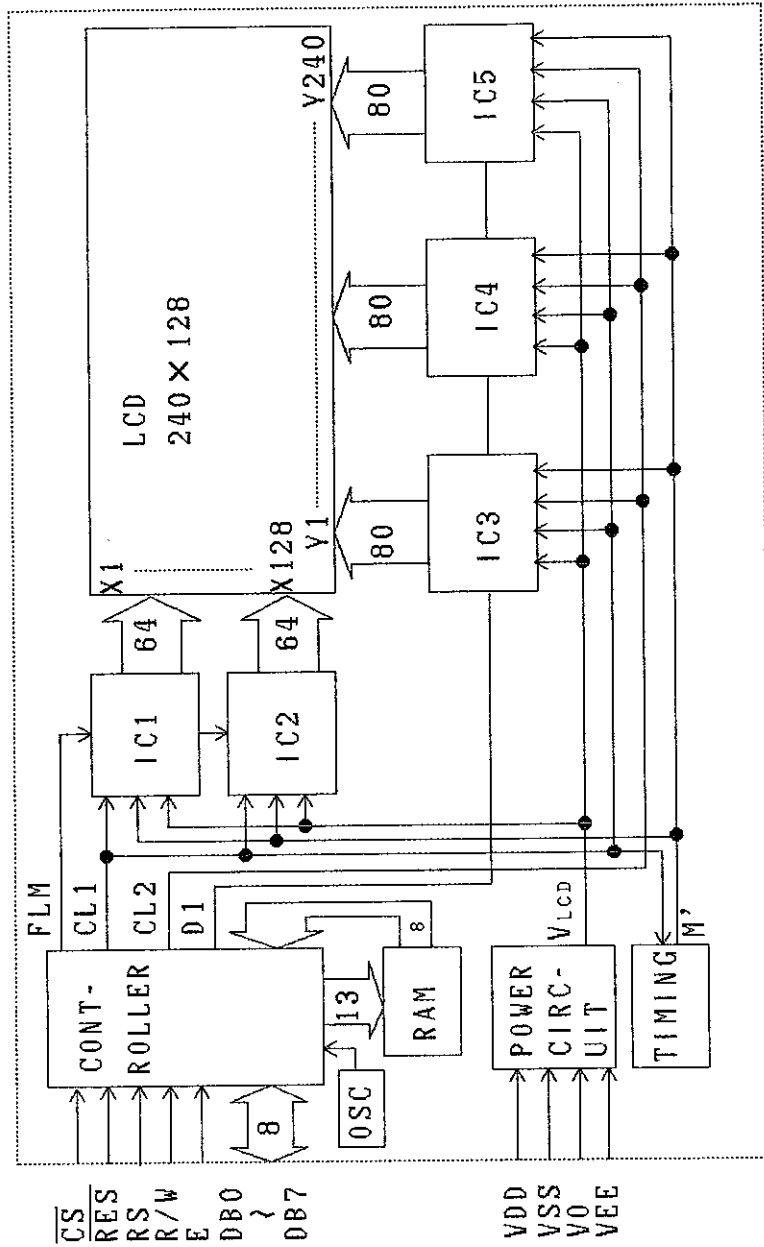 CS
RES
RS
R/W
E
DB0
~
DB7
VDD
VSS
V0
VEE
CONT-
ROLLER
8
OSC
13
RAM
8
FLM
CL1
CL2
D1
POWER
CIRC-
UIT
VLCD
TIMING
M'
IC1
IC2
64
64
LCD
240×128
X1
X128
Y1
Y240
80
80
80
IC3
IC4
IC5